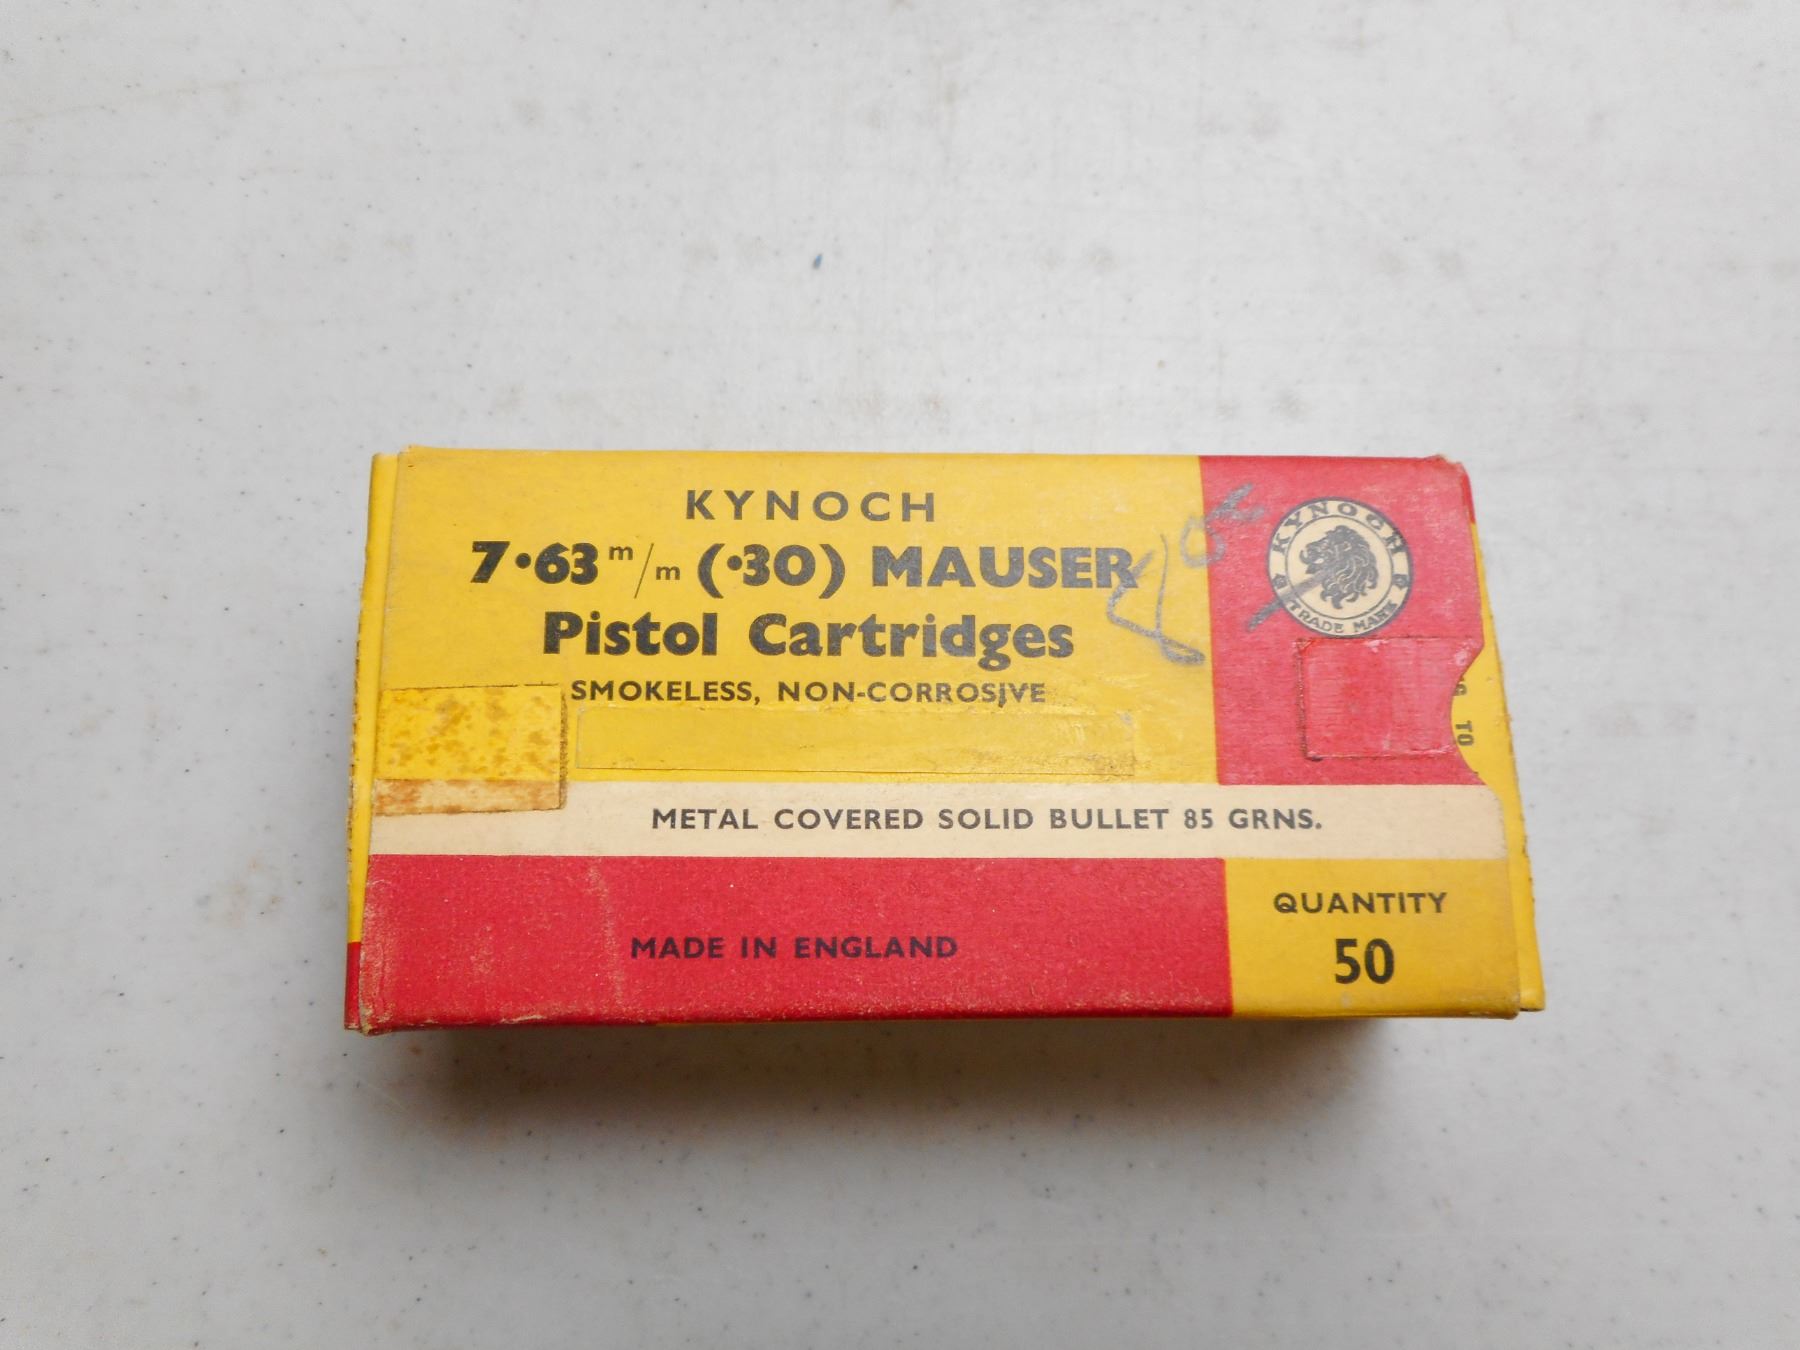 KYNOCH
7·63 m/m (·30) MAUSER
Pistol Cartridges
SMOKELESS, NON-CORROSIVE
KYNOCH
TRADE MARK
TO
METAL COVERED SOLID BULLET 85 GRNS.
MADE IN ENGLAND
QUANTITY
50